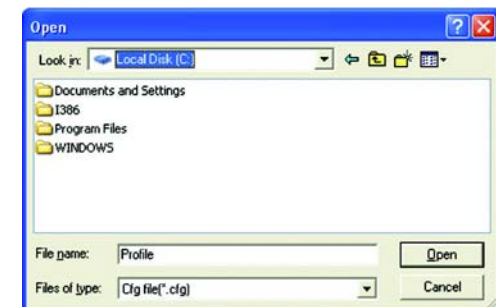 Open
Look in: Local Disk (C:)
Documents and Settings
I386
Program Files
WINDOWS
File name: Profile Open
Files of type: Cfg file(*.cfg) Cancel